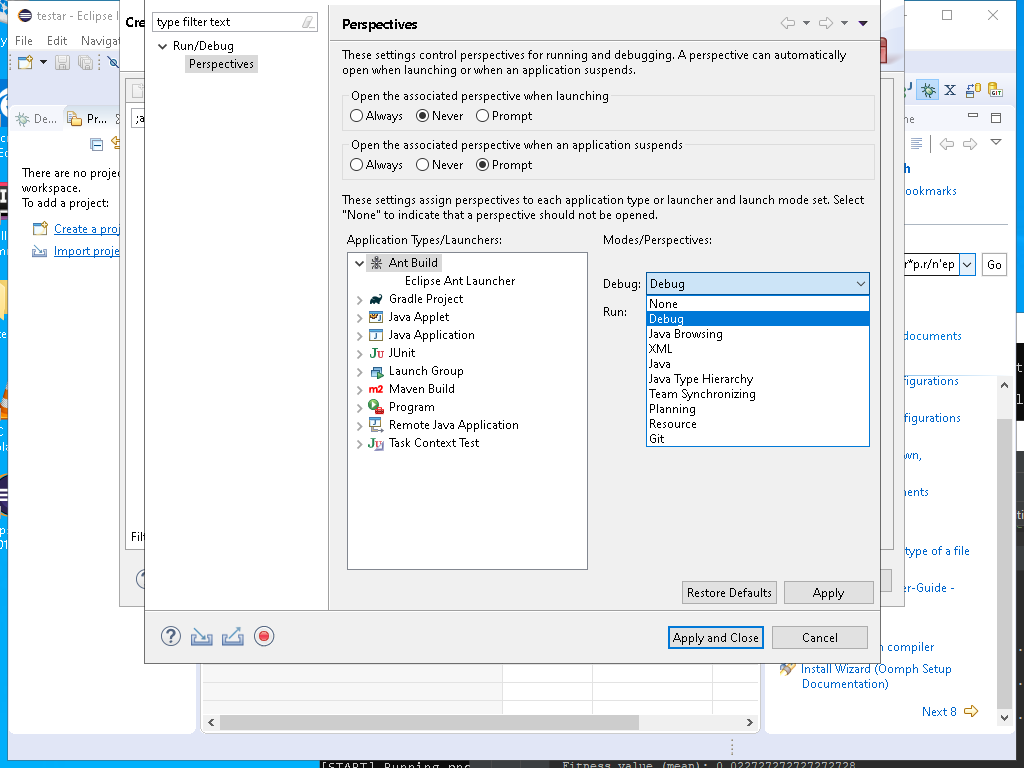 testar - Eclipse I
File Edit Navigat
De...
Pr...
There are no proje
workspace.
To add a project:
Create a proj
Import proje
Cre
type filter text
Run/Debug
Perspectives
Perspectives
These settings control perspectives for running and debugging. A perspective can automatically
open when launching or when an application suspends.
Open the associated perspective when launching
Always Never Prompt
Open the associated perspective when an application suspends
Always Never Prompt
These settings assign perspectives to each application type or launcher and launch mode set. Select
"None" to indicate that a perspective should not be opened.
Application Types/Launchers:
Ant Build
Eclipse Ant Launcher
Gradle Project
Java Applet
Java Application
JUnit
Launch Group
Maven Build
Program
Remote Java Application
Task Context Test
Modes/Perspectives:
Debug: Debug
Run:
None
Debug
Java Browsing
XML
Java
Java Type Hierarchy
Team Synchronizing
Planning
Resource
Git
Restore Defaults Apply
Apply and Close Cancel
ne
h
ookmarks
r*p.r/n'ep Go
documents
figurations
figurations
wn,
nents
type of a file
er-Guide -
n compiler
Install Wizard (Oomph Setup
Documentation)
Next 8
[START] Running
Fitness value (mean): 0.022727272727272728